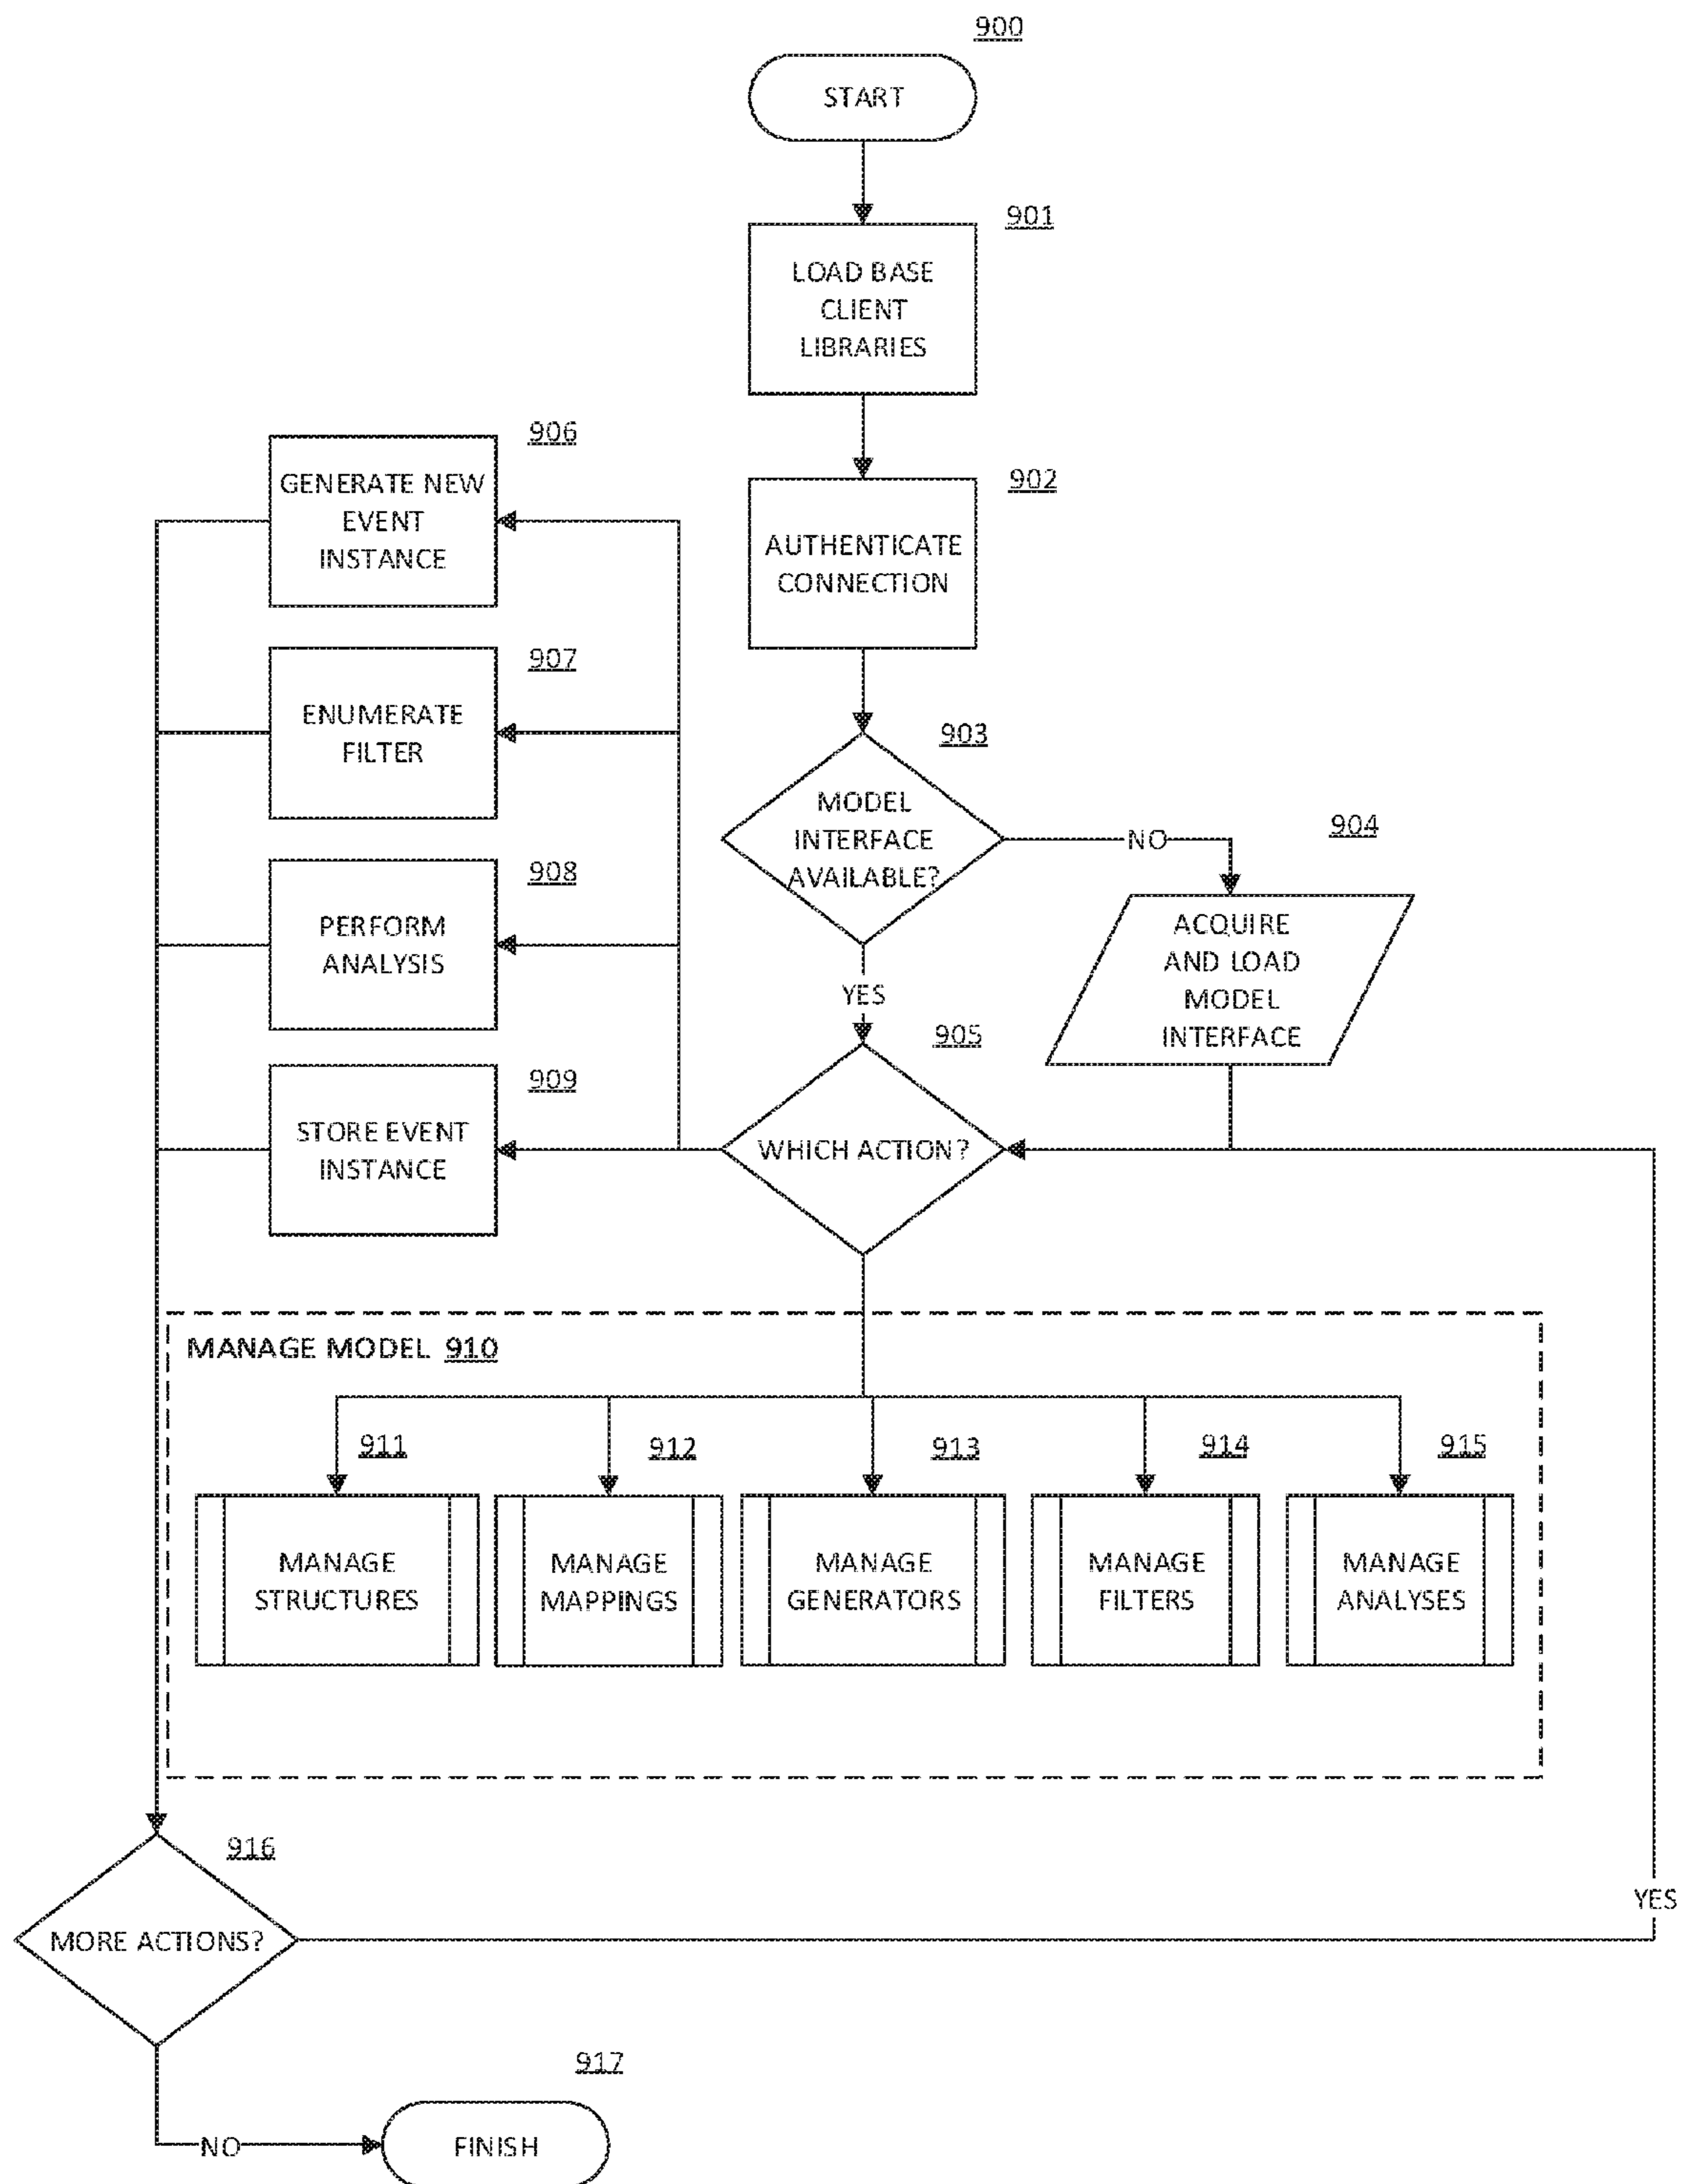 900
START
901
LOAD BASE
CLIENT
LIBRARIES
902
AUTHENTICATE
CONNECTION
903
MODEL
INTERFACE
AVAILABLE?
NO
904
ACQUIRE
AND LOAD
MODEL
INTERFACE
YES
905
WHICH ACTION?
906
GENERATE NEW
EVENT
INSTANCE
907
ENUMERATE
FILTER
908
PERFORM
ANALYSIS
909
STORE EVENT
INSTANCE
MANAGE MODEL 910
911
MANAGE
STRUCTURES
912
MANAGE
MAPPINGS
913
MANAGE
GENERATORS
914
MANAGE
FILTERS
915
MANAGE
ANALYSES
916
MORE ACTIONS?
YES
NO
917
FINISH